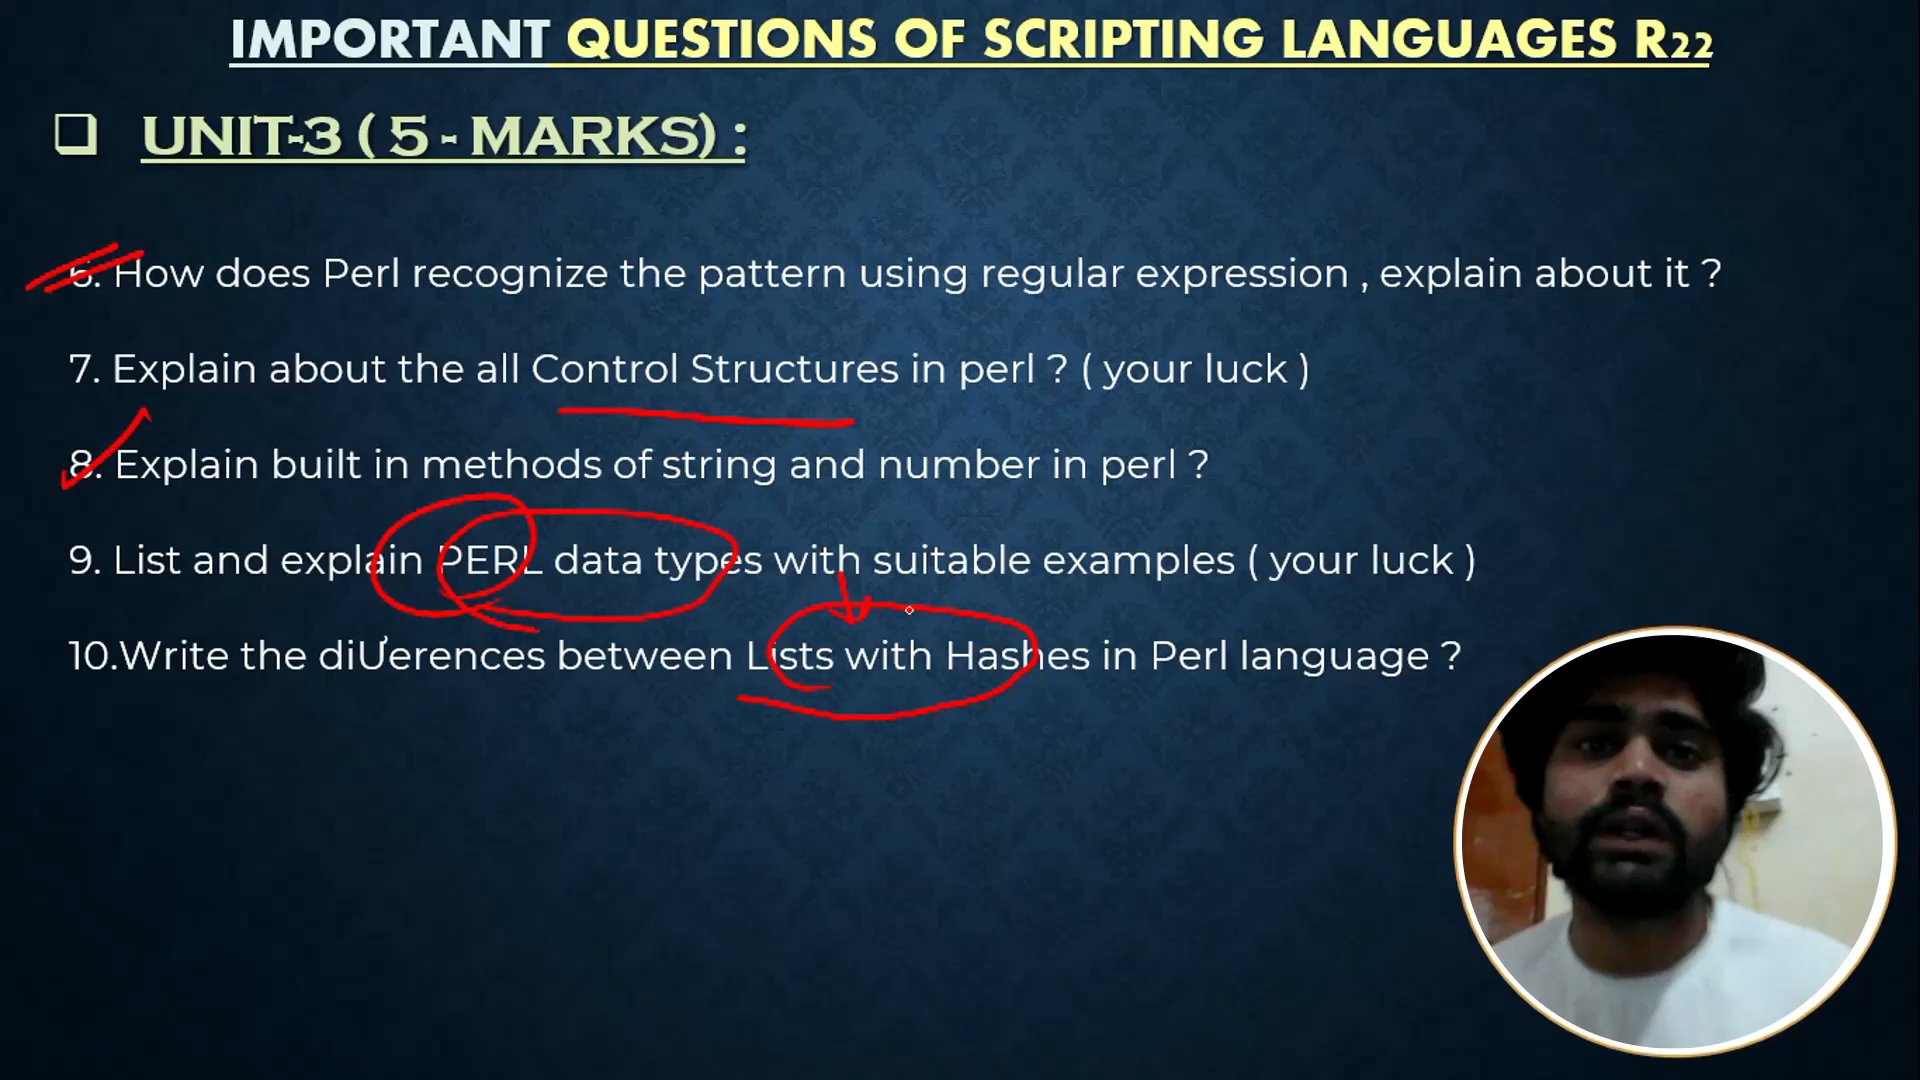 IMPORTANT QUESTIONS OF SCRIPTING LANGUAGES R22
UNIT-3 ( 5 - MARKS) :
6. How does Perl recognize the pattern using regular expression , explain about it ?
7. Explain about the all Control Structures in perl ? ( your luck )
8. Explain built in methods of string and number in perl ?
9. List and explain PERL data types with suitable examples ( your luck )
10.Write the diƯerences between Lists with Hashes in Perl language ?